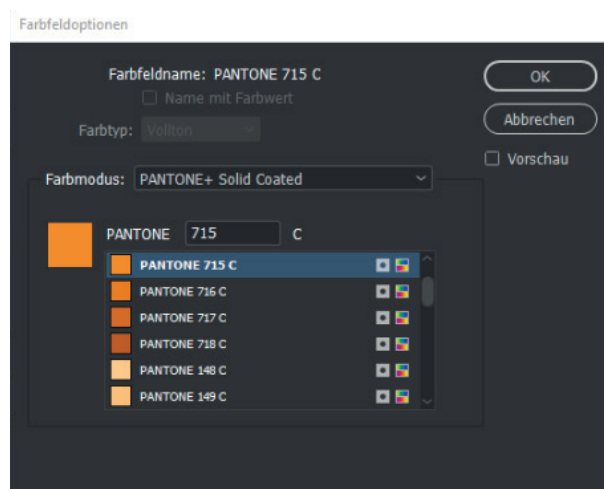 Farbfeldoptionen
Farbfeldname: PANTONE 715 C
Name mit Farbwert
Farbtyp: Vollton
Farbmodus: PANTONE+ Solid Coated
PANTONE 715 C
PANTONE 715 C
PANTONE 716 C
PANTONE 717 C
PANTONE 718 C
PANTONE 148 C
PANTONE 149 C
OK
Abbrechen
Vorschau